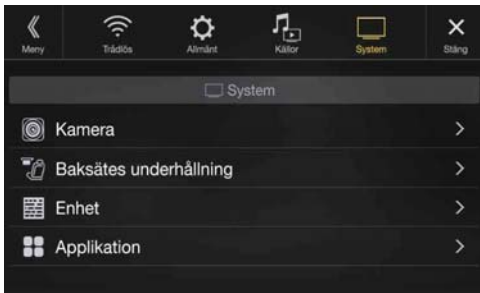 Meny
Trådlös
Allmänt
Källor
System
Stäng
System
Kamera
Baksätes underhållning
Enhet
Applikation